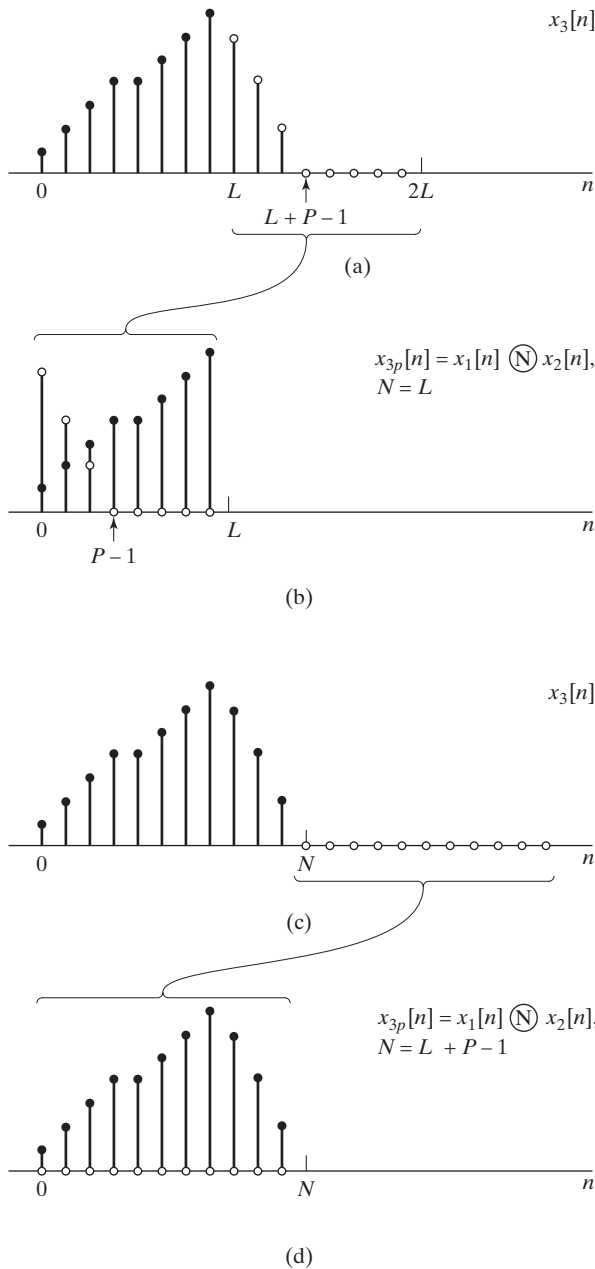 x₃[n]
0 L 2L n
L + P – 1
(a)
x₃ₚ[n] = x₁[n] Ⓝ x₂[n],
N = L
0 L n
P – 1
(b)
x₃[n]
0 N n
(c)
x₃ₚ[n] = x₁[n] Ⓝ x₂[n],
N = L + P – 1
0 N n
(d)